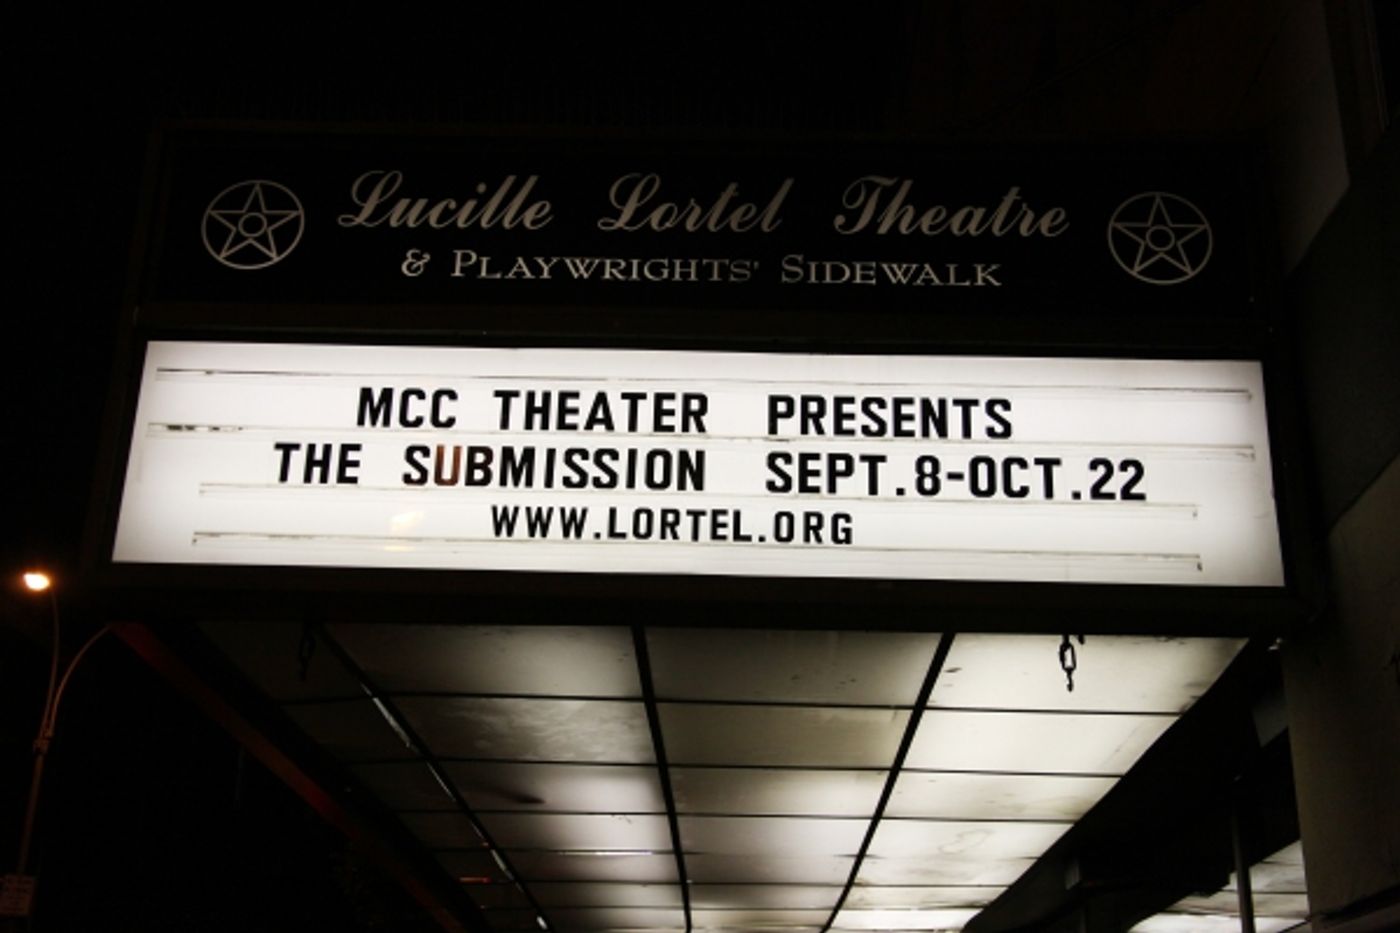 Lucille Lortel Theatre
& PLAYWRIGHTS' SIDEWALK
MCC THEATER PRESENTS
THE SUBMISSION SEPT.8-OCT.22
WWW.LORTEL.ORG